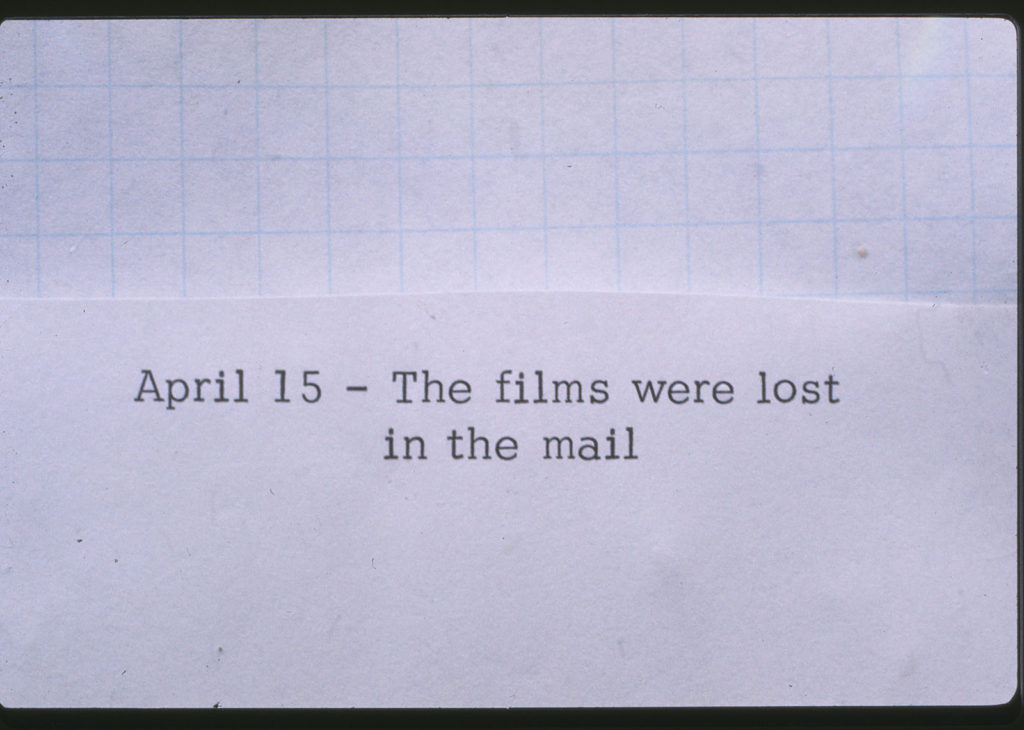 April 15 - The films were lost
in the mail